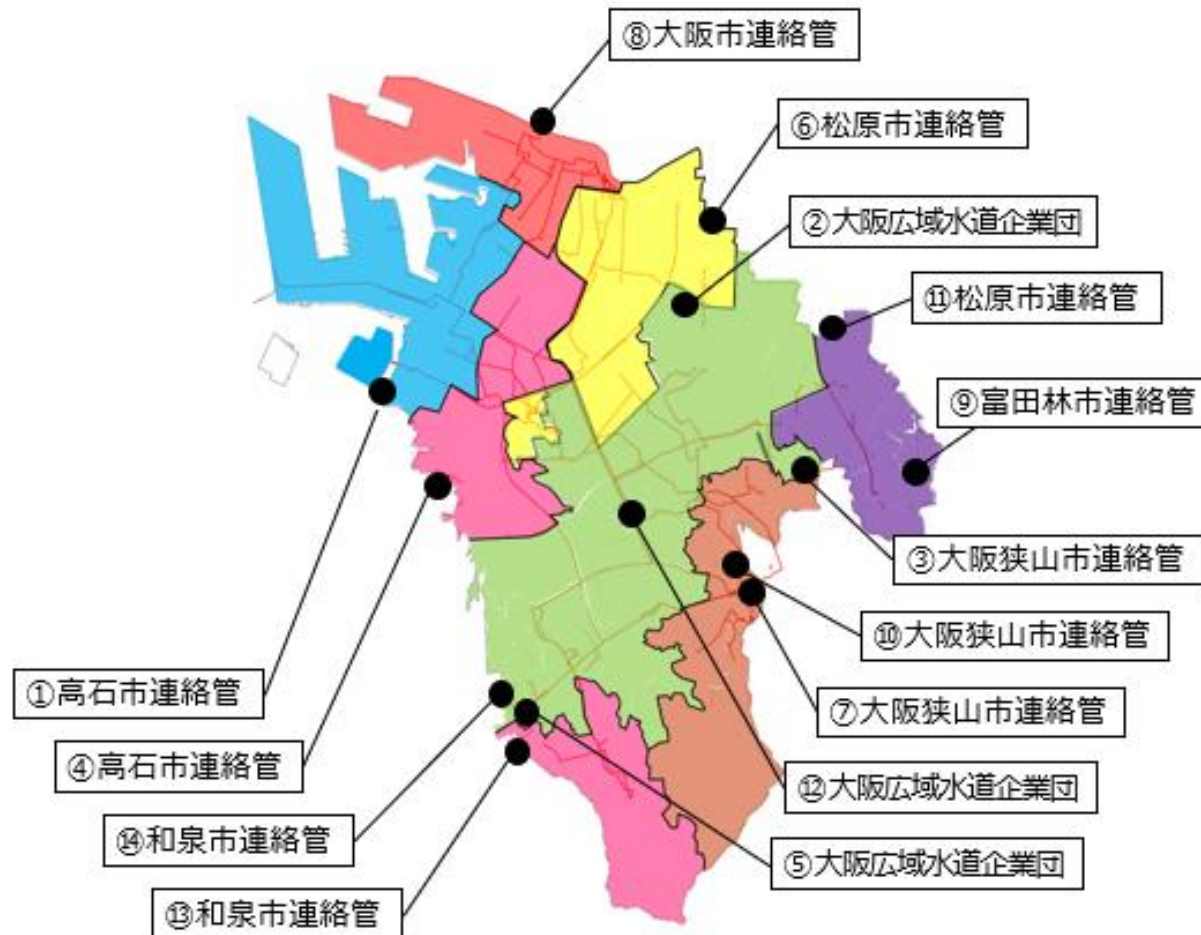 ⑧大阪市連絡管
⑥松原市連絡管
②大阪広域水道企業団
⑪松原市連絡管
⑨富田林市連絡管
③大阪狭山市連絡管
⑩大阪狭山市連絡管
①高石市連絡管
⑦大阪狭山市連絡管
④高石市連絡管
⑫大阪広域水道企業団
⑭和泉市連絡管
⑤大阪広域水道企業団
⑬和泉市連絡管